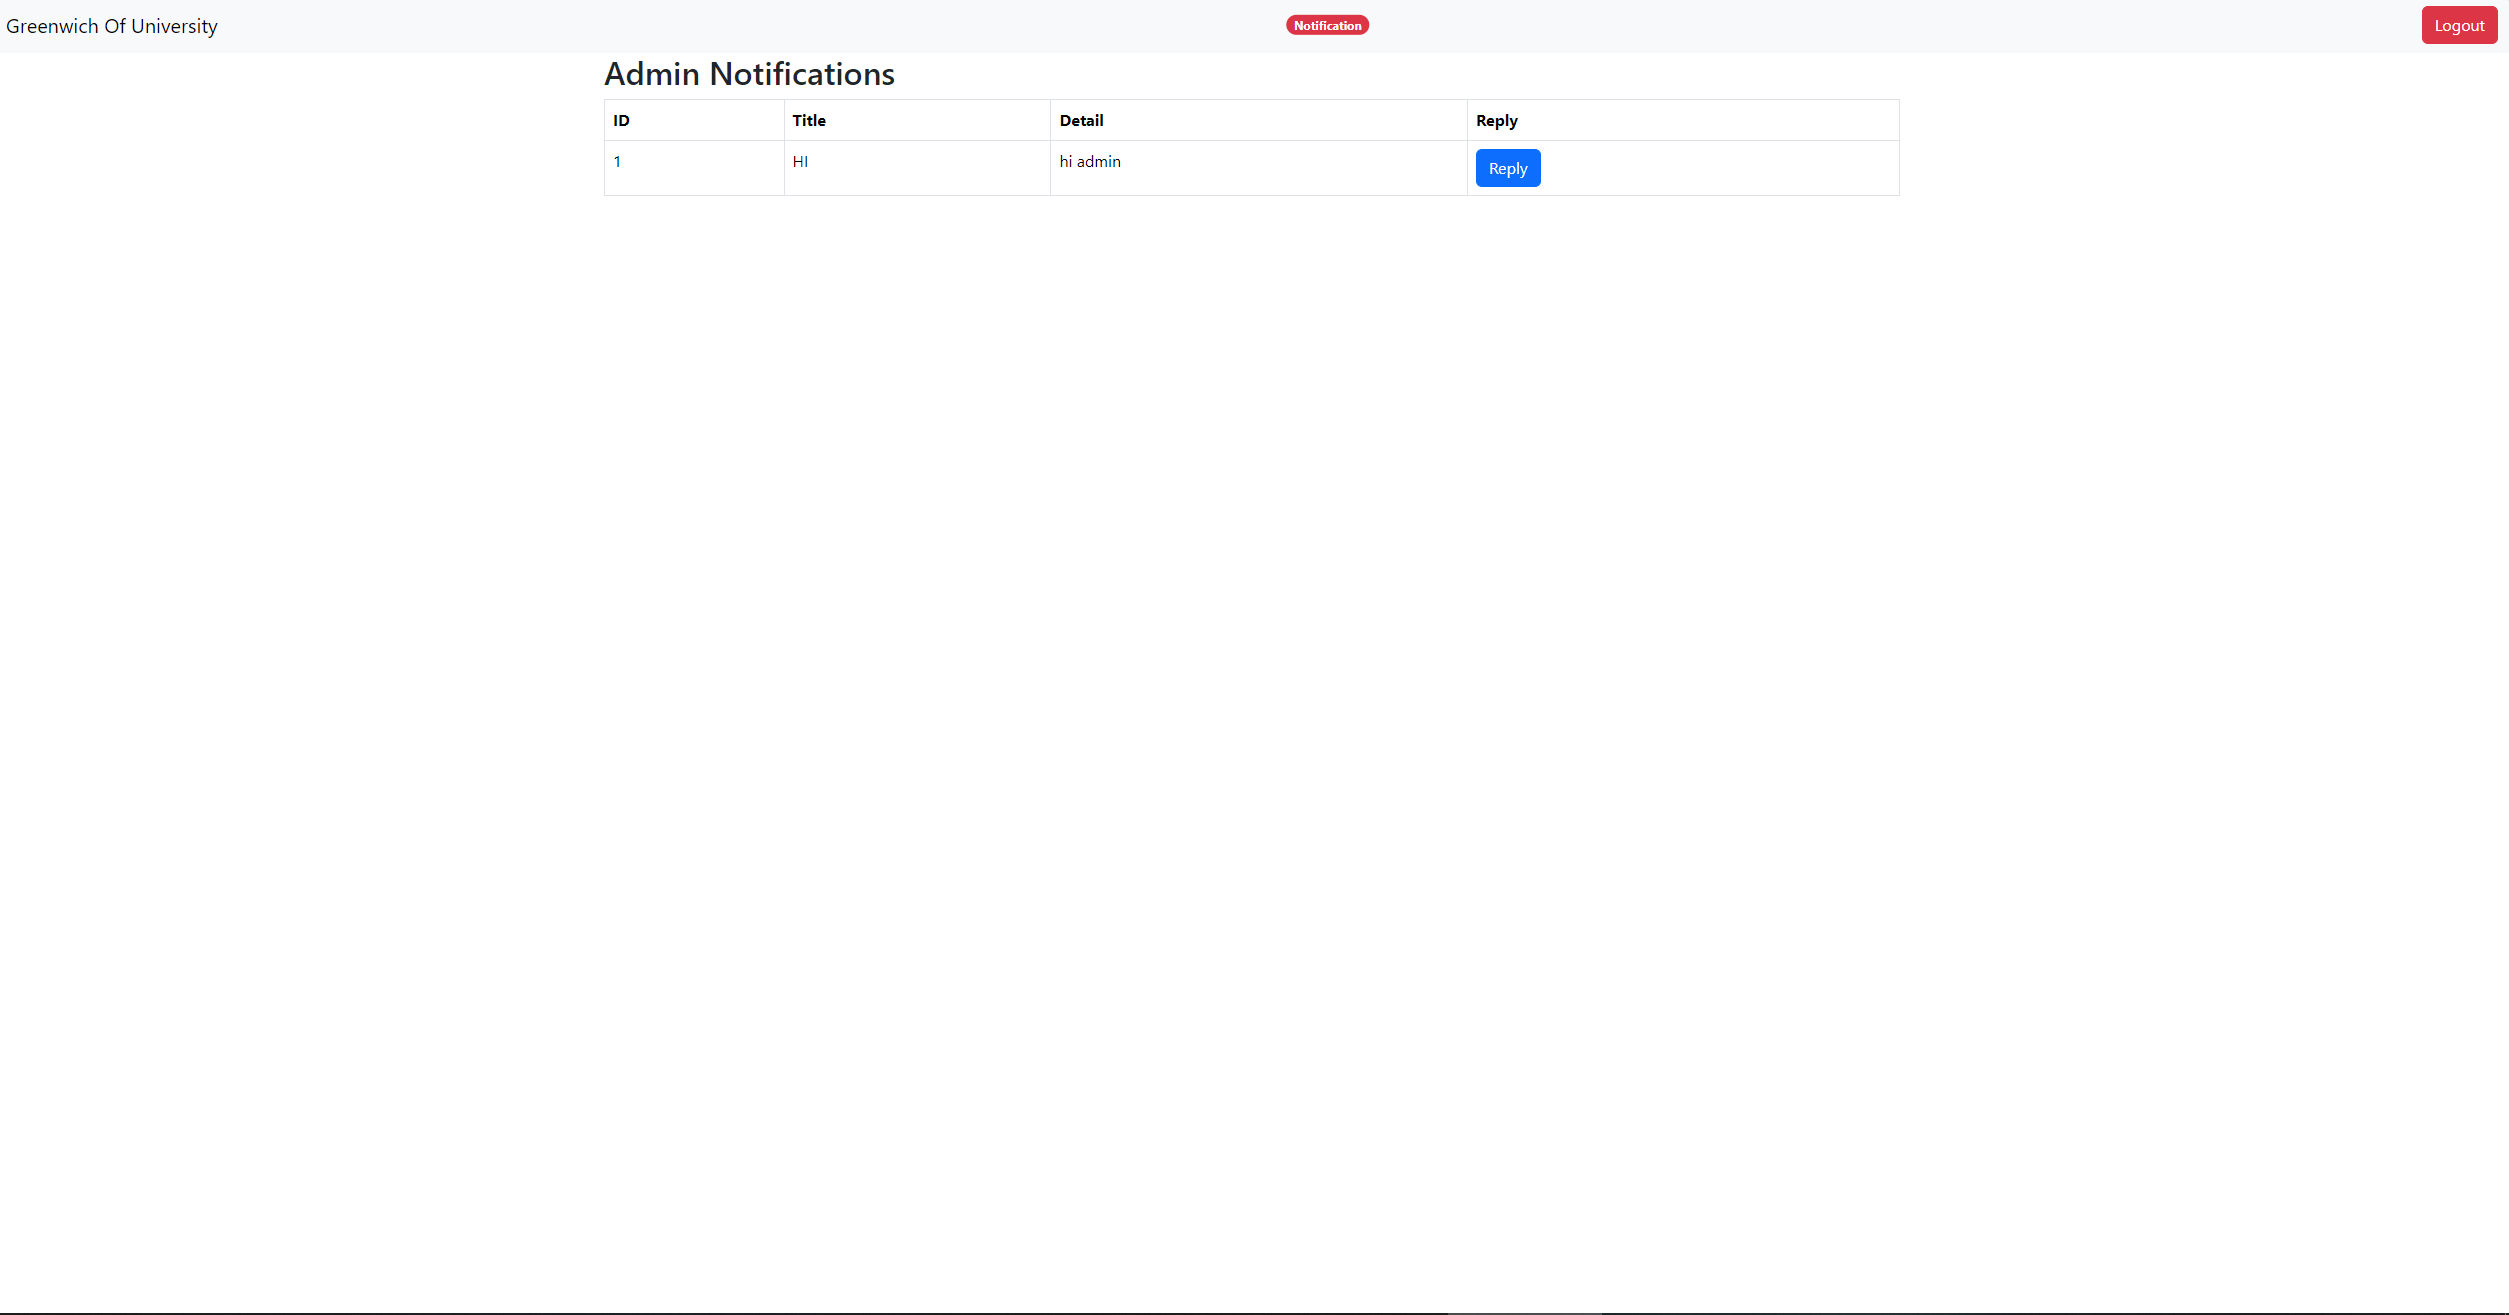 Greenwich Of University Notification Logout
Admin Notifications
ID Title Detail Reply
1 HI hi admin Reply